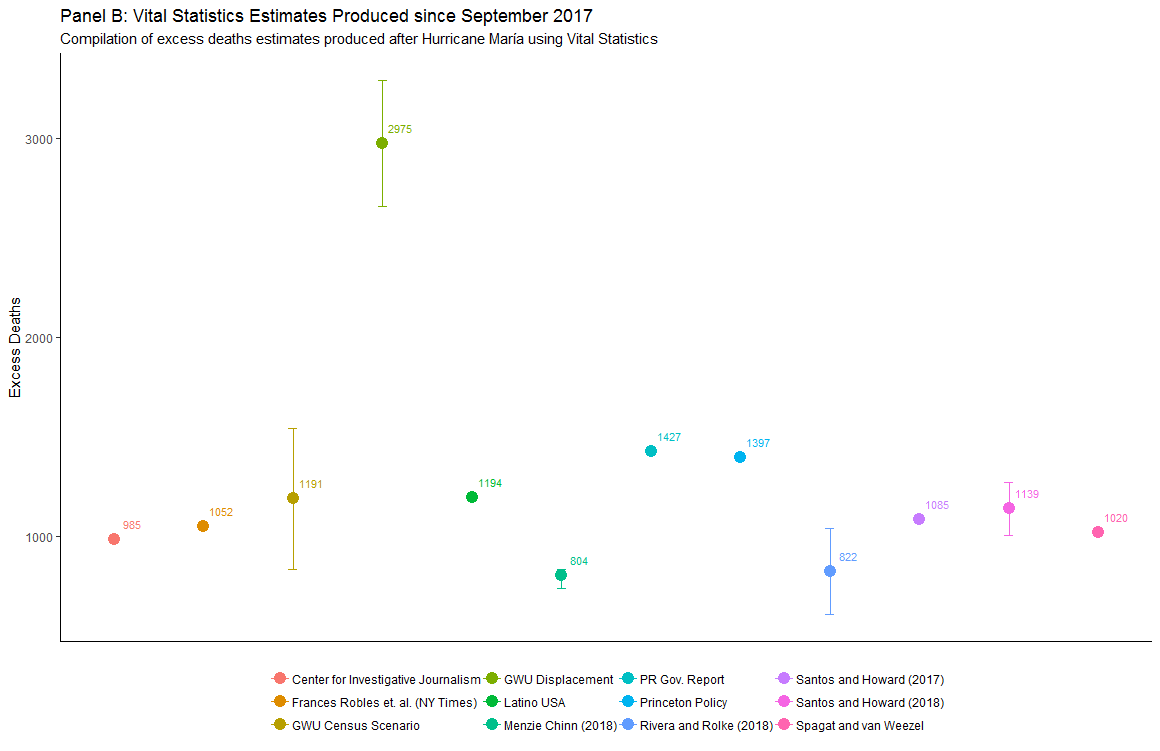 Panel B: Vital Statistics Estimates Produced since September 2017
Compilation of excess deaths estimates produced after Hurricane María using Vital Statistics
Excess Deaths
3000
2000
1000
985
1052
1191
2975
1194
804
1427
1397
822
1085
1139
1020
Center for Investigative Journalism
GWU Displacement
PR Gov. Report
Santos and Howard (2017)
Frances Robles et. al. (NY Times)
Latino USA
Princeton Policy
Santos and Howard (2018)
GWU Census Scenario
Menzie Chinn (2018)
Rivera and Rolke (2018)
Spagat and van Weezel